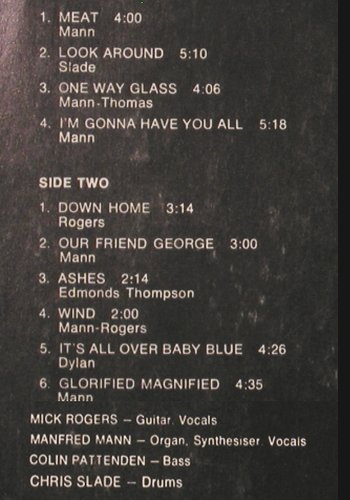 1. MEAT 4:00
Mann
2. LOOK AROUND 5:10
Slade
3. ONE WAY GLASS 4:06
Mann-Thomas
4. I'M GONNA HAVE YOU ALL 5:18
Mann
SIDE TWO
1. DOWN HOME 3:14
Rogers
2. OUR FRIEND GEORGE 3:00
Mann
3. ASHES 2:14
Edmonds Thompson
4. WIND 2:00
Mann-Rogers
5. IT'S ALL OVER BABY BLUE 4:26
Dylan
6. GLORIFIED MAGNIFIED 4:35
Mann
MICK ROGERS – Guitar, Vocals
MANFRED MANN – Organ, Synthesiser, Vocals
COLIN PATTENDEN – Bass
CHRIS SLADE – Drums